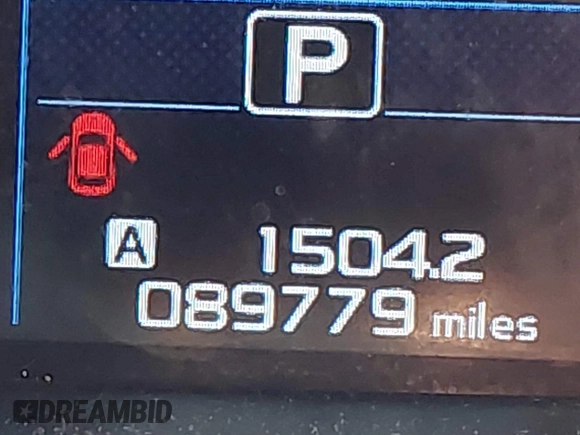 P
A 1504.2
089779 miles
DREAMBID